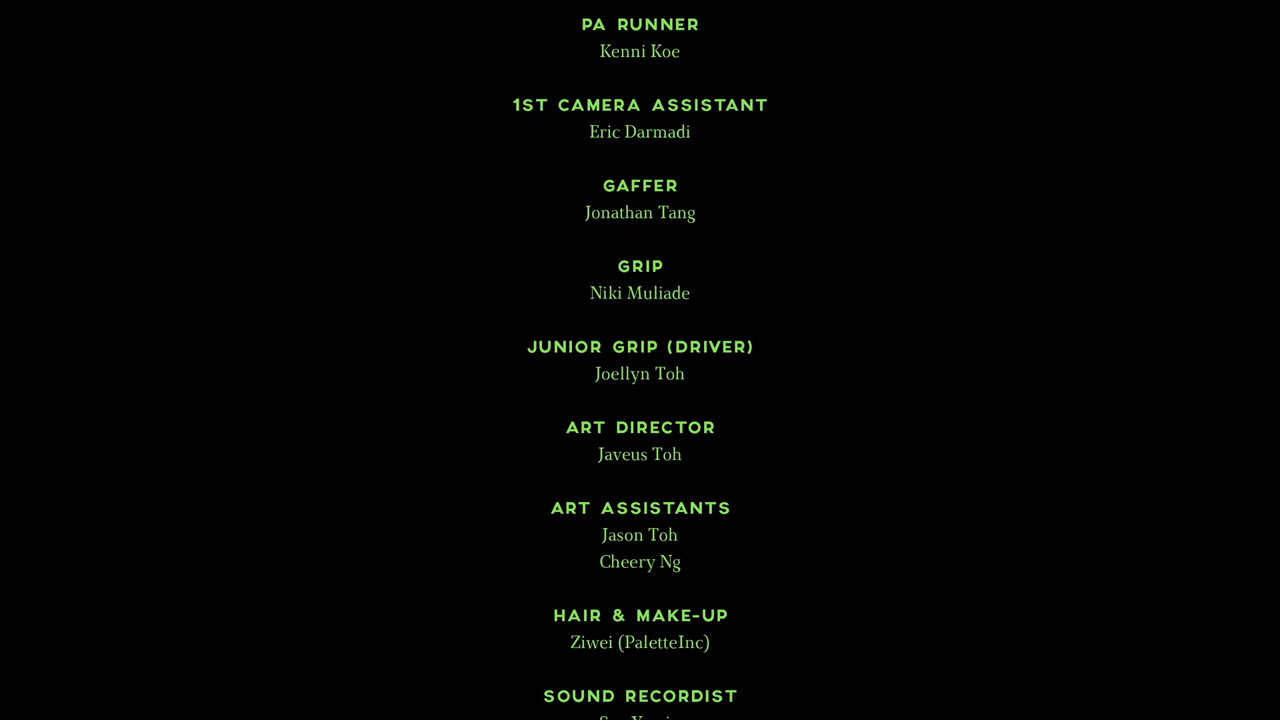 PA RUNNER
Kenni Koe
1ST CAMERA ASSISTANT
Eric Darmadi
GAFFER
Jonathan Tang
GRIP
Niki Muliade
JUNIOR GRIP (DRIVER)
Joellyn Toh
ART DIRECTOR
Javeus Toh
ART ASSISTANTS
Jason Toh
Cheery Ng
HAIR & MAKE-UP
Ziwei (PaletteInc)
SOUND RECORDIST